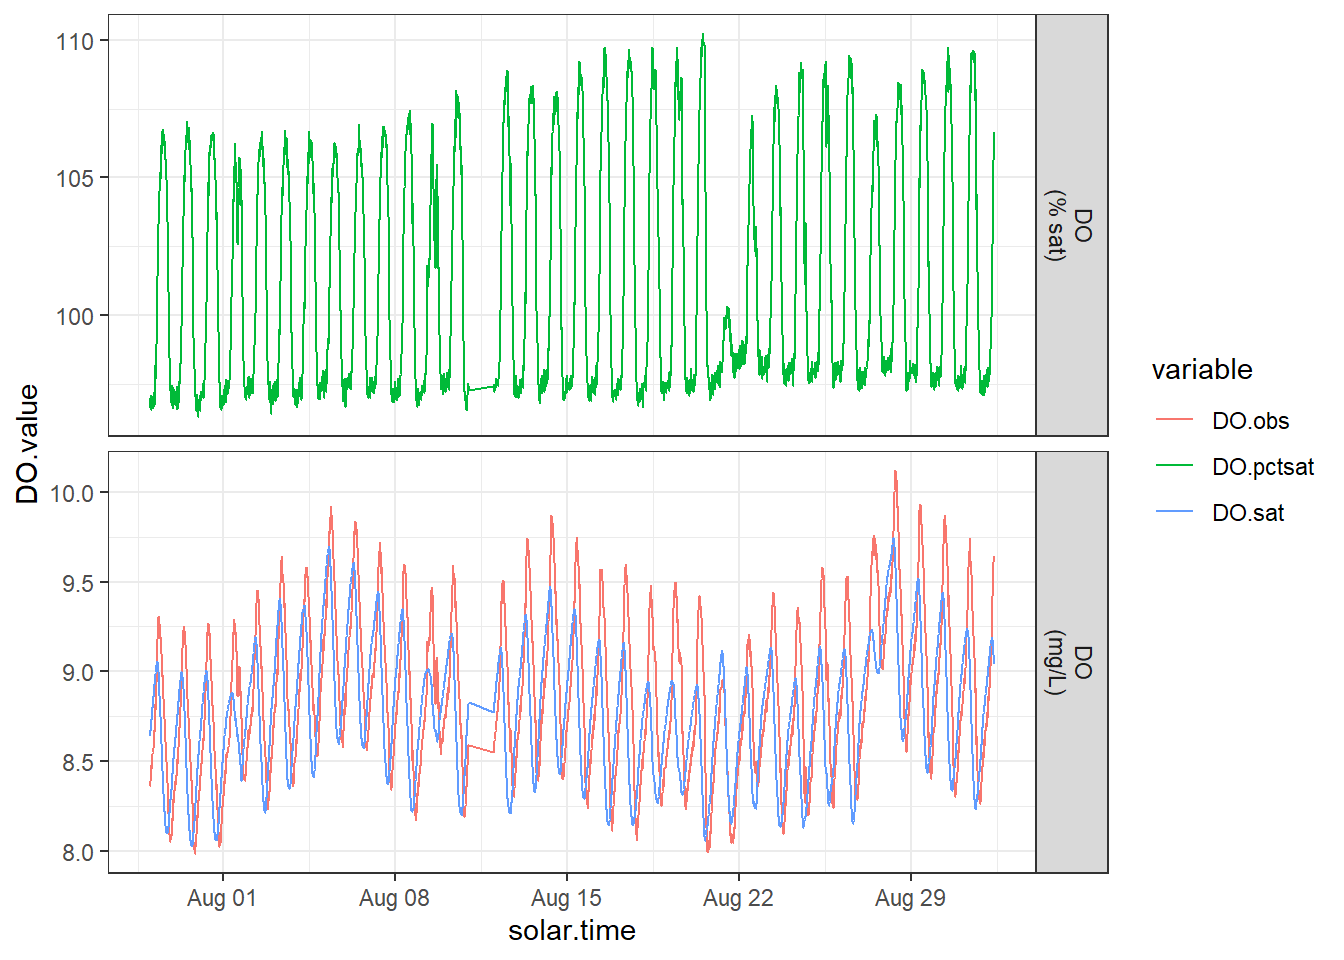 110
105
100
DO
(% sat)
DO.value
10.0
9.5
9.0
8.5
8.0
DO
(mg/L)
Aug 01
Aug 08
Aug 15
Aug 22
Aug 29
solar.time
variable
DO.obs
DO.pctsat
DO.sat